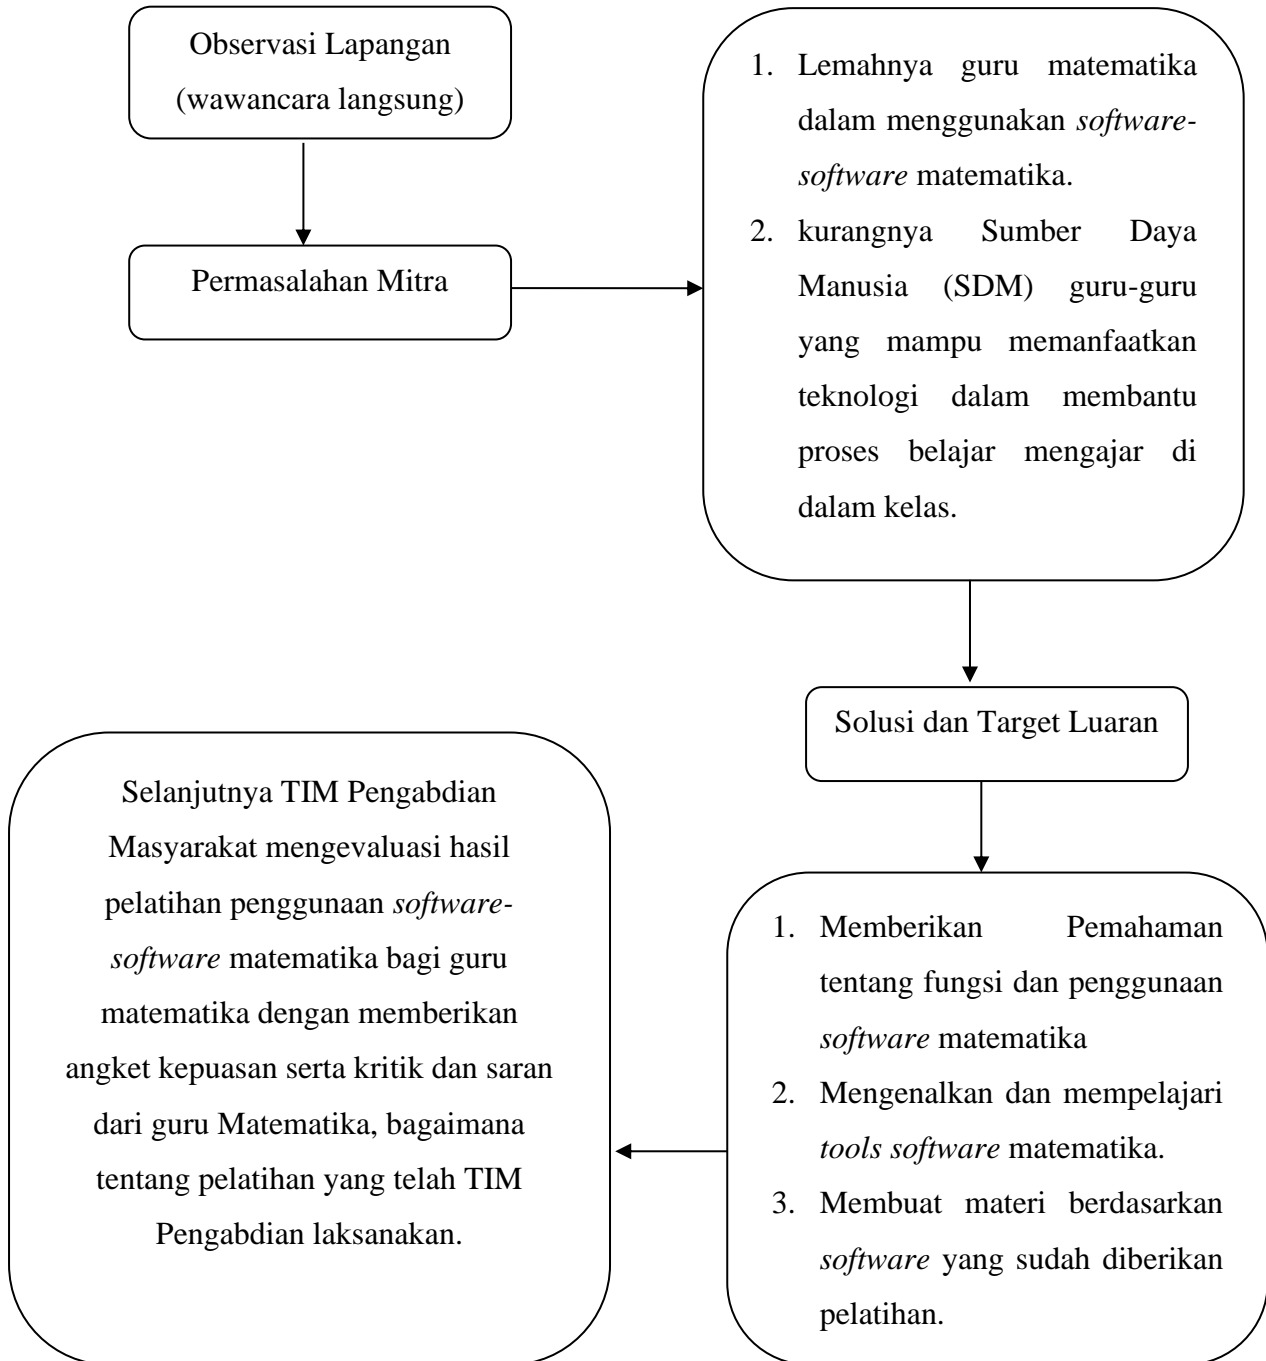 Observasi Lapangan
(wawancara langsung)
Permasalahan Mitra
1. Lemahnya guru matematika
dalam menggunakan software-
software matematika.
2. kurangnya Sumber Daya
Manusia (SDM) guru-guru
yang mampu memanfaatkan
teknologi dalam membantu
proses belajar mengajar di
dalam kelas.
Solusi dan Target Luaran
1. Memberikan Pemahaman
tentang fungsi dan penggunaan
software matematika
2. Mengenalkan dan mempelajari
tools software matematika.
3. Membuat materi berdasarkan
software yang sudah diberikan
pelatihan.
Selanjutnya TIM Pengabdian
Masyarakat mengevaluasi hasil
pelatihan penggunaan software-
software matematika bagi guru
matematika dengan memberikan
angket kepuasan serta kritik dan saran
dari guru Matematika, bagaimana
tentang pelatihan yang telah TIM
Pengabdian laksanakan.